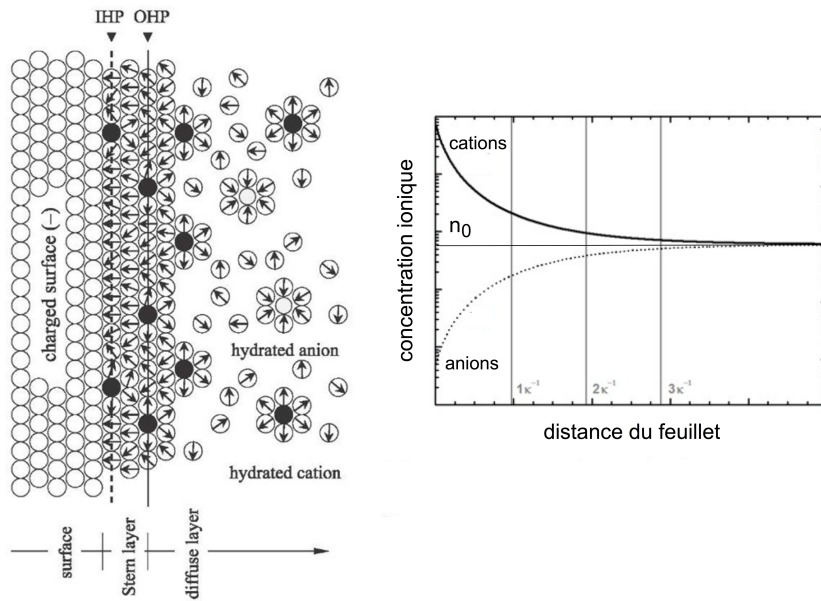 IHP OHP
charged surface (–)
hydrated anion
hydrated cation
surface
Stern layer
diffuse layer
concentration ionique
cations
n0
anions
1κ⁻¹
2κ⁻¹
3κ⁻¹
distance du feuillet